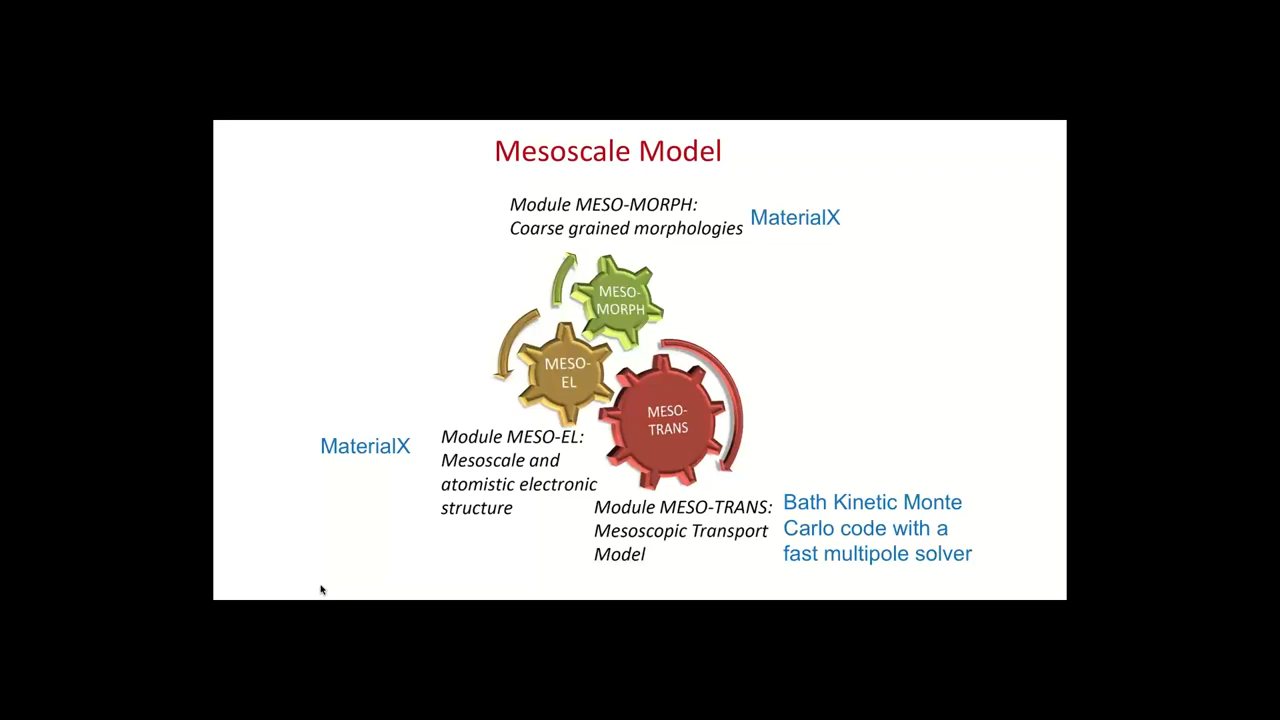 Mesoscale Model
Module MESO-MORPH:
Coarse grained morphologies
MaterialX
MESO-
MORPH
MESO-
EL
MESO-
TRANS
MaterialX
Module MESO-EL:
Mesoscale and
atomistic electronic
structure
Module MESO-TRANS:
Mesoscopic Transport
Model
Bath Kinetic Monte
Carlo code with a
fast multipole solver